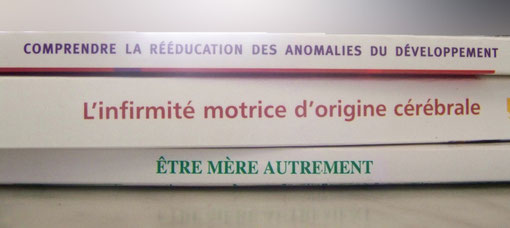 COMPRENDRE LA RÉÉDUCATION DES ANOMALIES DU DÉVELOPPEMENT
L'infirmité motrice d'origine cérébrale
ÊTRE MÈRE AUTREMENT